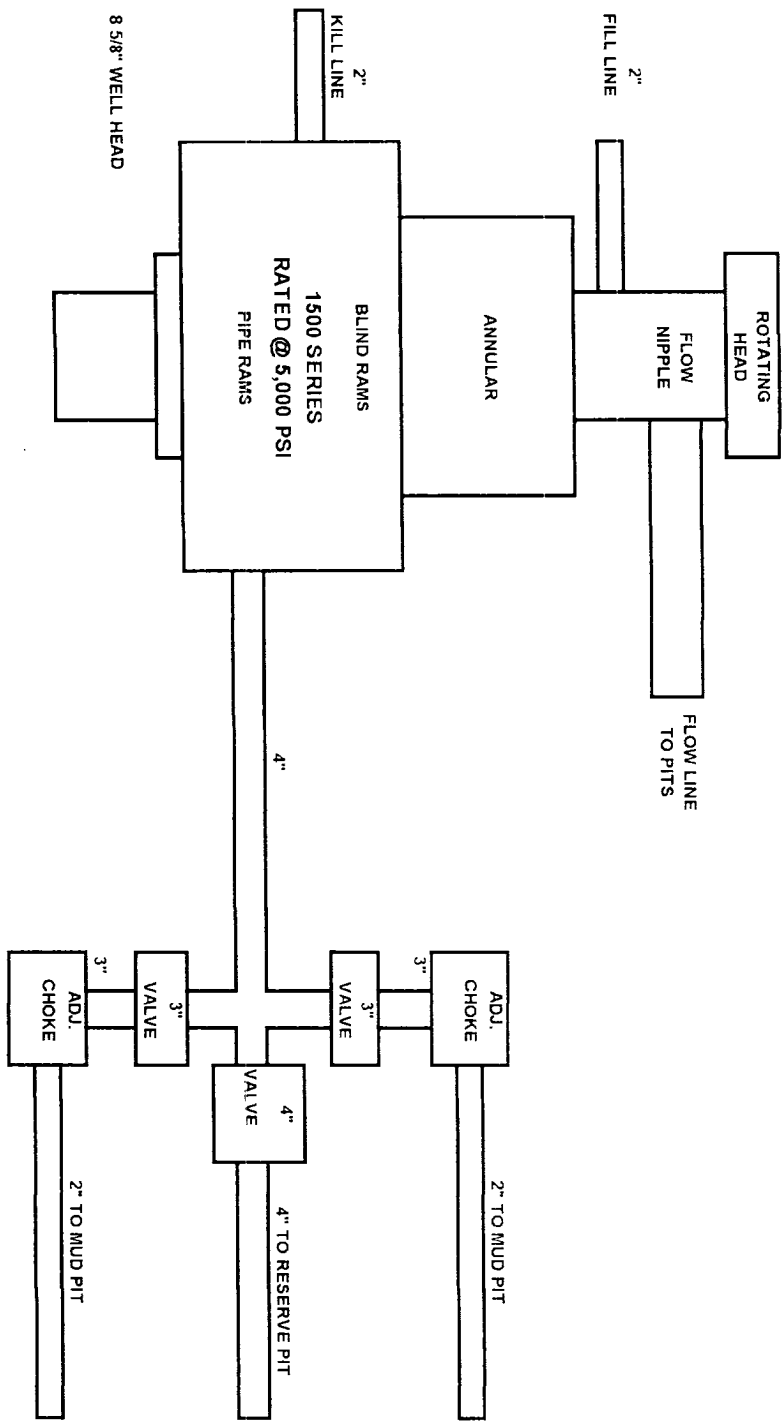 ROTATING
HEAD
FLOW
NIPPLE
2"
FILL LINE
FLOW LINE
TO PITS
ANNULAR
BLIND RAMS
1500 SERIES
RATED @ 5,000 PSI
PIPE RAMS
2"
KILL LINE
8 5/8" WELL HEAD
4"
ADJ.
CHOKE
3"
3"
VALVE
2" TO MUD PIT
4"
VALVE
4" TO RESERVE PIT
3"
VALVE
3"
ADJ.
CHOKE
2" TO MUD PIT